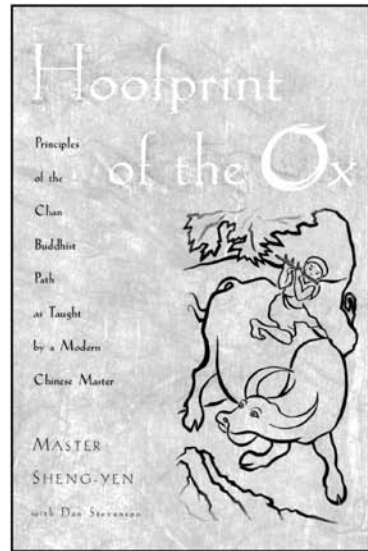 Hoofprint
of the Ox
Principles
of the
Chan
Buddhist
Path
as Taught
by a Modern
Chinese Master
MASTER
SHENG-YEN
with Dan Stevenson